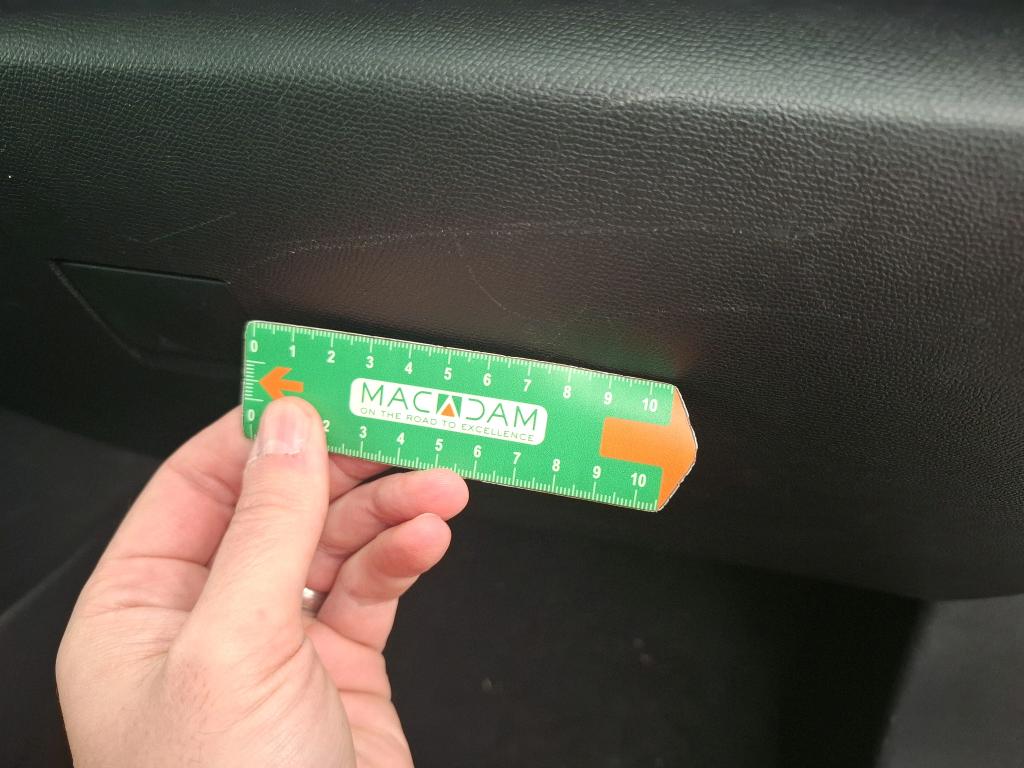 0 1 2 3 4 5 6 7 8 9 10
MACADAM
ON THE ROAD TO EXCELLENCE
0 2 3 4 5 6 7 8 9 10